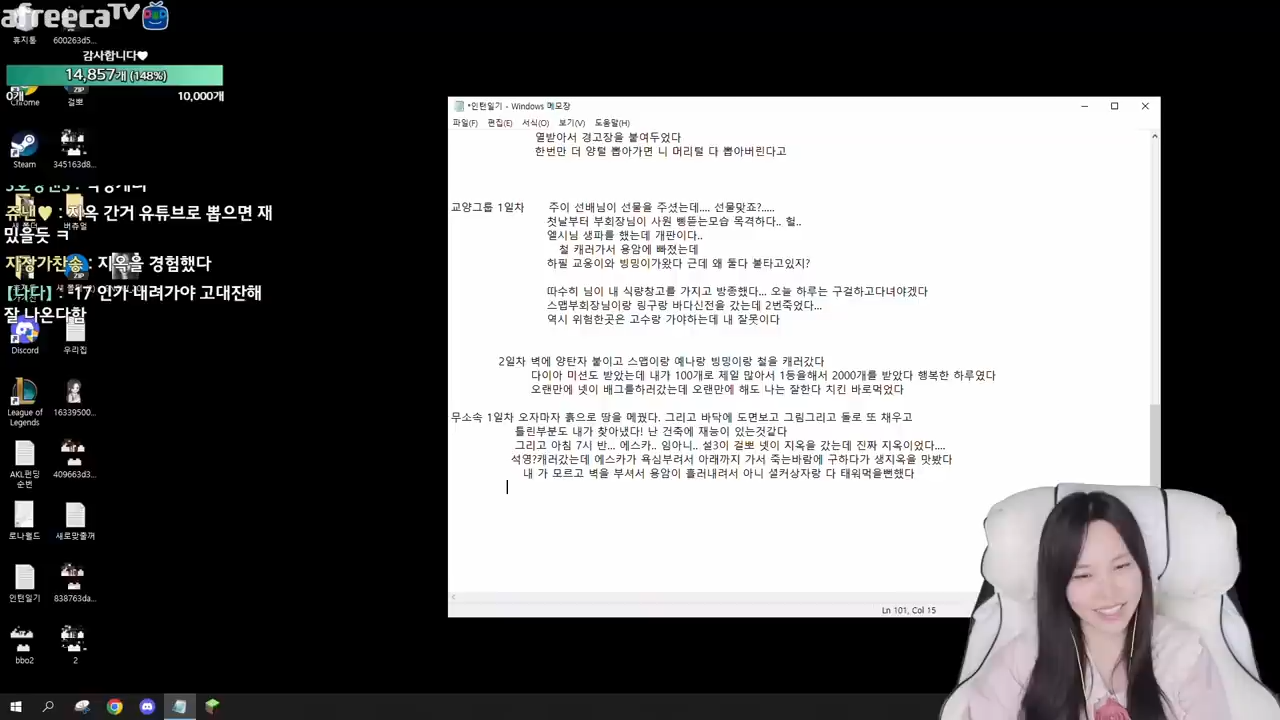 afreecaTV
휴지통
600263d5...
감사합니다♥
14,857개 (148%)
0개
10,000개
Chrome
걸뽀
Steam
345163d8...
쥬낸♥ : 지옥 간거 유튜브로 뽑으면 재
밌을듯 ㅋ
지장가찬송 : 지옥을 경험했다
: -17 인가 내려가야 고대잔해
잘 나온다함
Discord
우리집
League of
Legends
16339500...
AKL펀딩
순번
409663d3...
로나월드
새로맞출꺼
인턴일기
838763da...
bbo2
2
*인턴일기 - Windows 메모장
파일(F) 편집(E) 서식(O) 보기(V) 도움말(H)
열받아서 경고장을 붙여두었다
한번만 더 양털 뽑아가면 니 머리털 다 뽑아버린다고
교양그룹 1일차 주이 선배님이 선물을 주셨는데.... 선물맞죠?.....
첫날부터 부회장님이 사원 삥뜯는모습 목격하다.. 헐..
엘시님 생파를 했는데 개판이다..
철 캐러가서 용암에 빠졌는데
하필 교웅이와 빙밍이가왔다 근데 왜 둘다 불타고있지?
따수히 님이 내 식량창고를 가지고 방종했다... 오늘 하루는 구걸하고다녀야겠다
스맵부회장님이랑 링구랑 바다신전을 갔는데 2번죽었다...
역시 위험한곳은 고수랑 가야하는데 내 잘못이다
2일차 벽에 양탄자 붙이고 스맵이랑 예나랑 빙밍이랑 철을 캐러갔다
다이아 미션도 받았는데 내가 100개로 제일 많아서 1등을해서 2000개를 받았다 행복한 하루였다
오랜만에 넷이 배그를하러갔는데 오랜만에 해도 나는 잘한다 치킨 바로먹었다
무소속 1일차 오자마자 흙으로 땅을 메꿨다. 그리고 바닥에 도면보고 그림그리고 돌로 또 채우고
틀린부분도 내가 찾아냈다! 난 건축에 재능이 있는것같다
그리고 아침 7시 반... 에스카.. 임아니.. 설3이 걸뽀 넷이 지옥을 갔는데 진짜 지옥이었다....
석영?캐러갔는데 에스카가 욕심부려서 아래까지 가서 죽는바람에 구하다가 생지옥을 맛봤다
내 가 모르고 벽을 부셔서 용암이 흘러내려서 아니 셜커상자랑 다 태워먹을뻔했다
Ln 101, Col 15